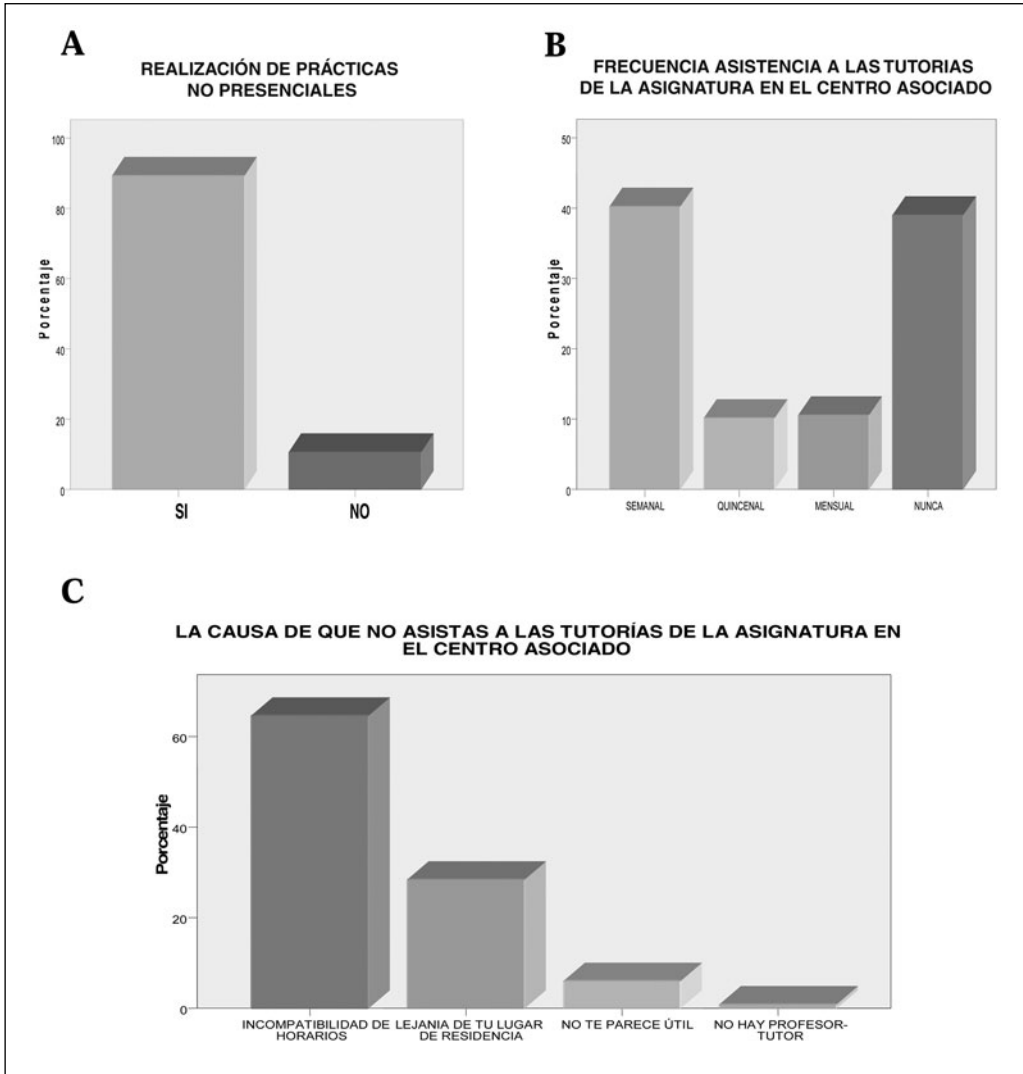 A
REALIZACIÓN DE PRÁCTICAS
NO PRESENCIALES
Porcentaje
100
80
60
40
20
0
SI
NO
B
FRECUENCIA ASISTENCIA A LAS TUTORIAS
DE LA ASIGNATURA EN EL CENTRO ASOCIADO
Porcentaje
50
40
30
20
10
0
SEMANAL
QUINCENAL
MENSUAL
NUNCA
C
LA CAUSA DE QUE NO ASISTAS A LAS TUTORÍAS DE LA ASIGNATURA EN
EL CENTRO ASOCIADO
Porcentaje
60
40
20
0
INCOMPATIBILIDAD DE
HORARIOS
LEJANIA DE TU LUGAR
DE RESIDENCIA
NO TE PARECE ÚTIL
NO HAY PROFESOR-
TUTOR